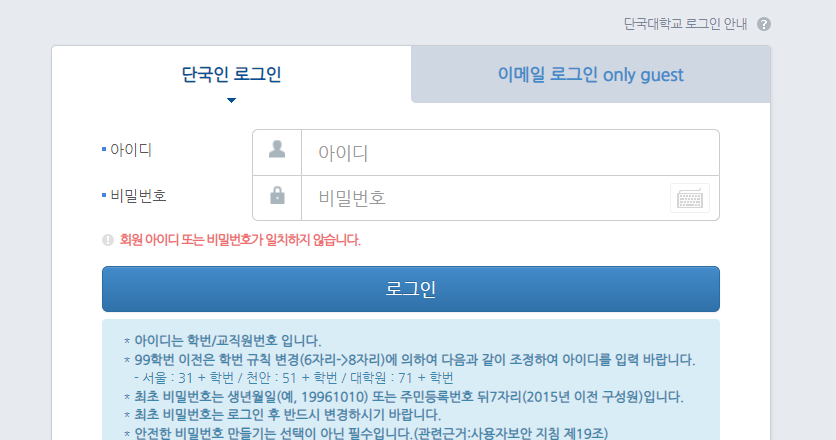 단국대학교 로그인 안내 ?
단국인 로그인
이메일 로그인 only guest
아이디 아이디
비밀번호 비밀번호
! 회원 아이디 또는 비밀번호가 일치하지 않습니다.
로그인
* 아이디는 학번/교직원번호 입니다.
* 99학번 이전은 학번 규칙 변경(6자리->8자리)에 의하여 다음과 같이 조정하여 아이디를 입력 바랍니다.
- 서울 : 31 + 학번 / 천안 : 51 + 학번 / 대학원 : 71 + 학번
* 최초 비밀번호는 생년월일(예, 19961010) 또는 주민등록번호 뒤7자리(2015년 이전 구성원)입니다.
* 최초 비밀번호는 로그인 후 반드시 변경하시기 바랍니다.
* 안전한 비밀번호 만들기는 선택이 아닌 필수입니다.(관련근거:사용자보안 지침 제19조)